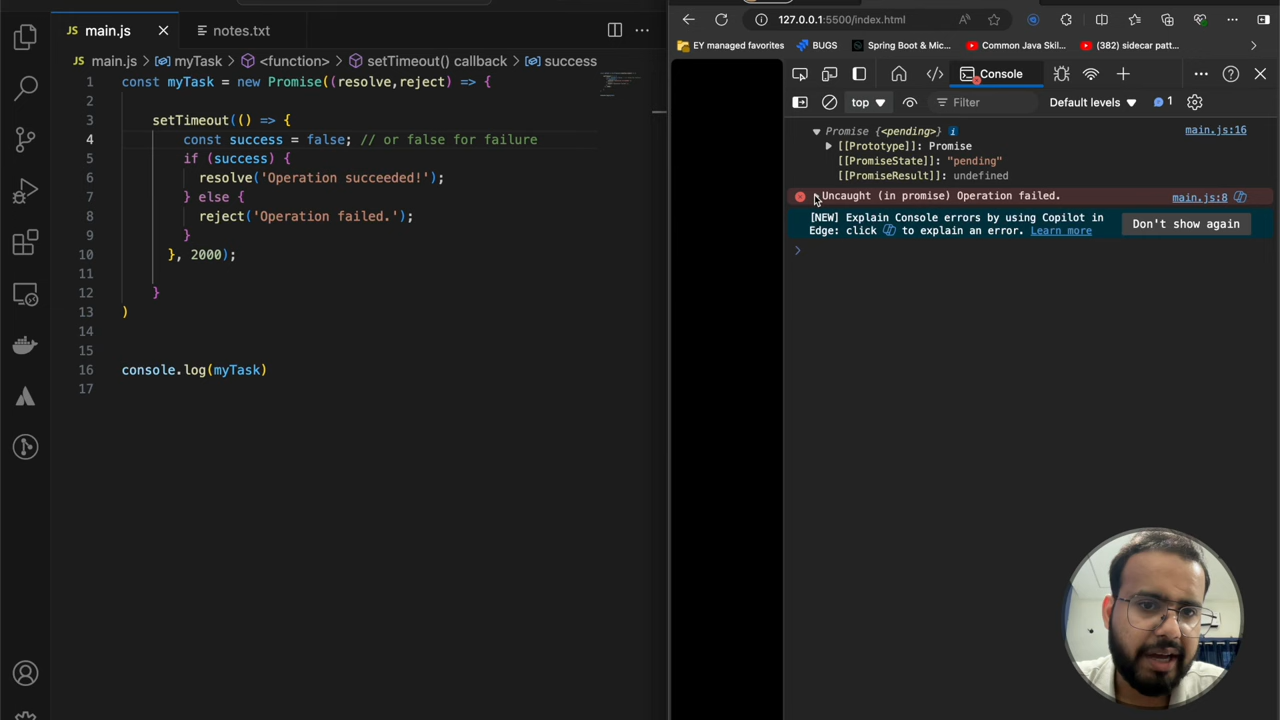 main.js
notes.txt
main.js > myTask > <function> > setTimeout() callback > success
1 const myTask = new Promise((resolve,reject) => {
2
3 setTimeout(() => {
4 const success = false; // or false for failure
5 if (success) {
6 resolve('Operation succeeded!');
7 } else {
8 reject('Operation failed.');
9 }
10 }, 2000);
11
12 }
13 )
14
15
16 console.log(myTask)
17
127.0.0.1:5500/index.html
EY managed favorites
BUGS
Spring Boot & Mic...
Common Java Skil...
(382) sidecar patt...
Console
top
Filter
Default levels
1
Promise {<pending>}
main.js:16
[[Prototype]]: Promise
[[PromiseState]]: "pending"
[[PromiseResult]]: undefined
Uncaught (in promise) Operation failed.
main.js:8
[NEW] Explain Console errors by using Copilot in
Edge: click to explain an error. Learn more
Don't show again